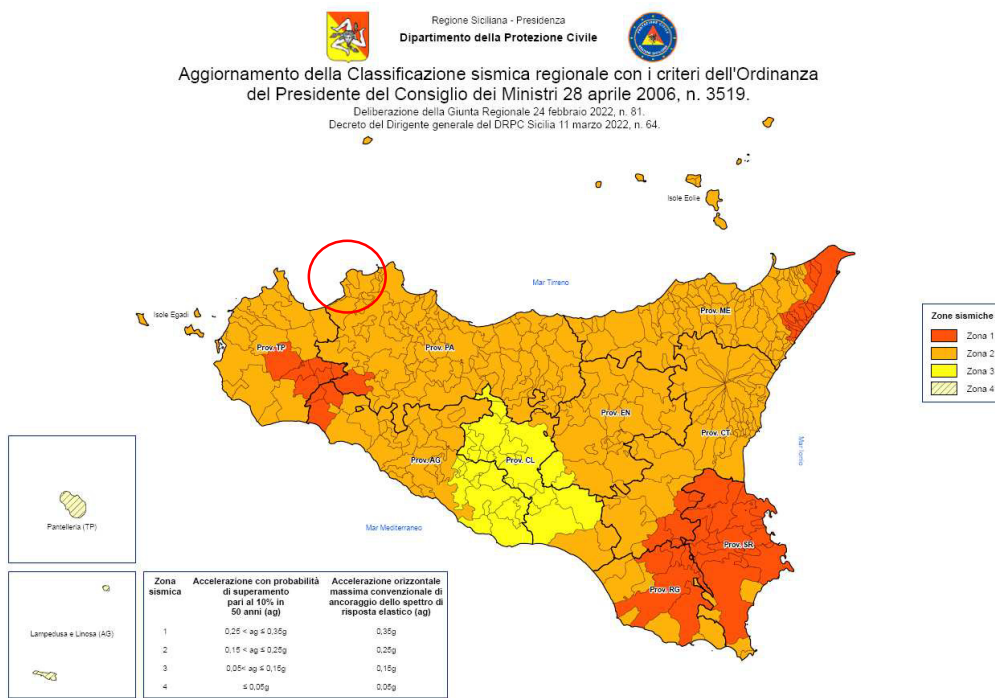 Regione Siciliana - Presidenza
Dipartimento della Protezione Civile
Aggiornamento della Classificazione sismica regionale con i criteri dell'Ordinanza
del Presidente del Consiglio dei Ministri 28 aprile 2006, n. 3519.
Deliberazione della Giunta Regionale 24 febbraio 2022, n. 81.
Decreto del Dirigente generale del DRPC Sicilia 11 marzo 2022, n. 64.
Isole Eolie
Mar Tirreno
Isole Egadi
Prov. ME
Prov. TP
Prov. PA
Prov. EN
Prov. CT
Mar Ionio
Prov. AG
Prov. CL
Mar Mediterraneo
Prov. SR
Prov. RG
Zone sismiche
Zona 1
Zona 2
Zona 3
Zona 4
Pantelleria (TP)
Lampedusa e Linosa (AG)
Zona sismica
Accelerazione con probabilità di superamento pari al 10% in 50 anni (ag)
Accelerazione orizzontale massima convenzionale di ancoraggio dello spettro di risposta elastico (ag)
1 0,25 < ag ≤ 0,35g 0,35g
2 0,15 < ag ≤ 0,25g 0,25g
3 0,05< ag ≤ 0,15g 0,15g
4 ≤ 0,05g 0,05g